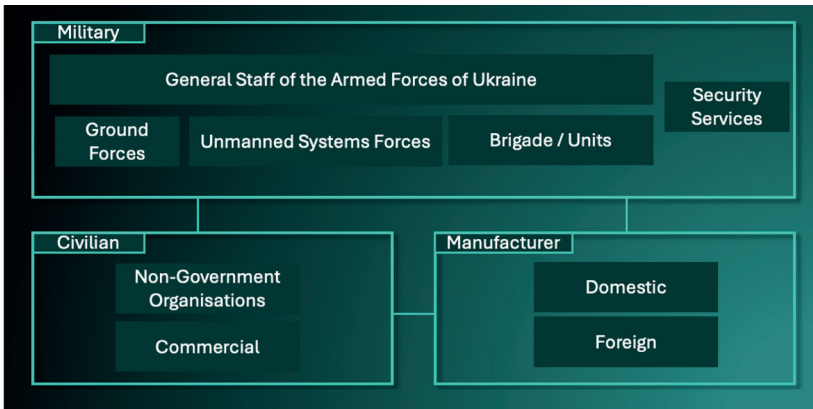 Military
General Staff of the Armed Forces of Ukraine
Security
Services
Ground
Forces
Unmanned Systems Forces
Brigade / Units
Civilian
Non-Government
Organisations
Commercial
Manufacturer
Domestic
Foreign